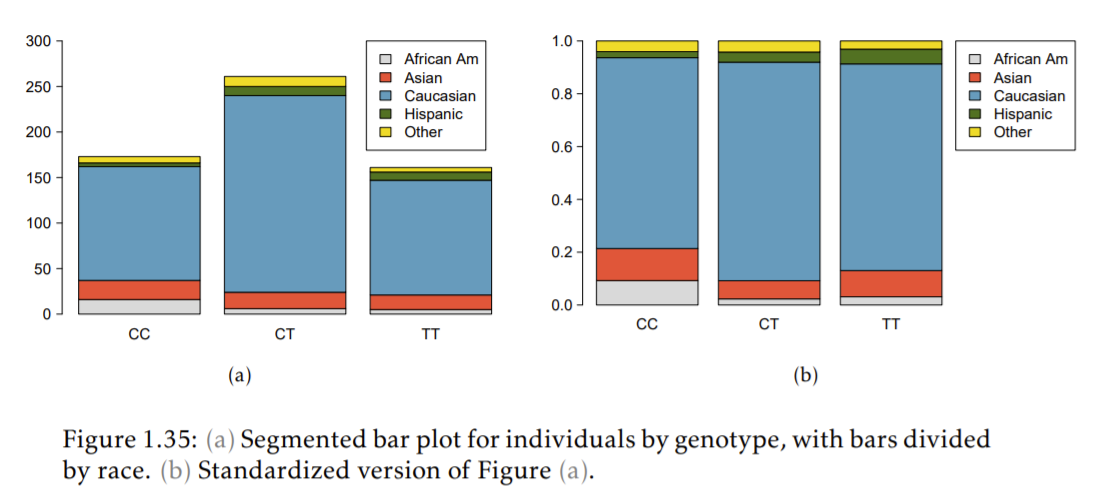 300
250
200
150
100
50
0
CC
CT
TT
African Am
Asian
Caucasian
Hispanic
Other
(a)
1.0
0.8
0.6
0.4
0.2
0.0
CC
CT
TT
African Am
Asian
Caucasian
Hispanic
Other
(b)
Figure 1.35: (a) Segmented bar plot for individuals by genotype, with bars divided
by race. (b) Standardized version of Figure (a).